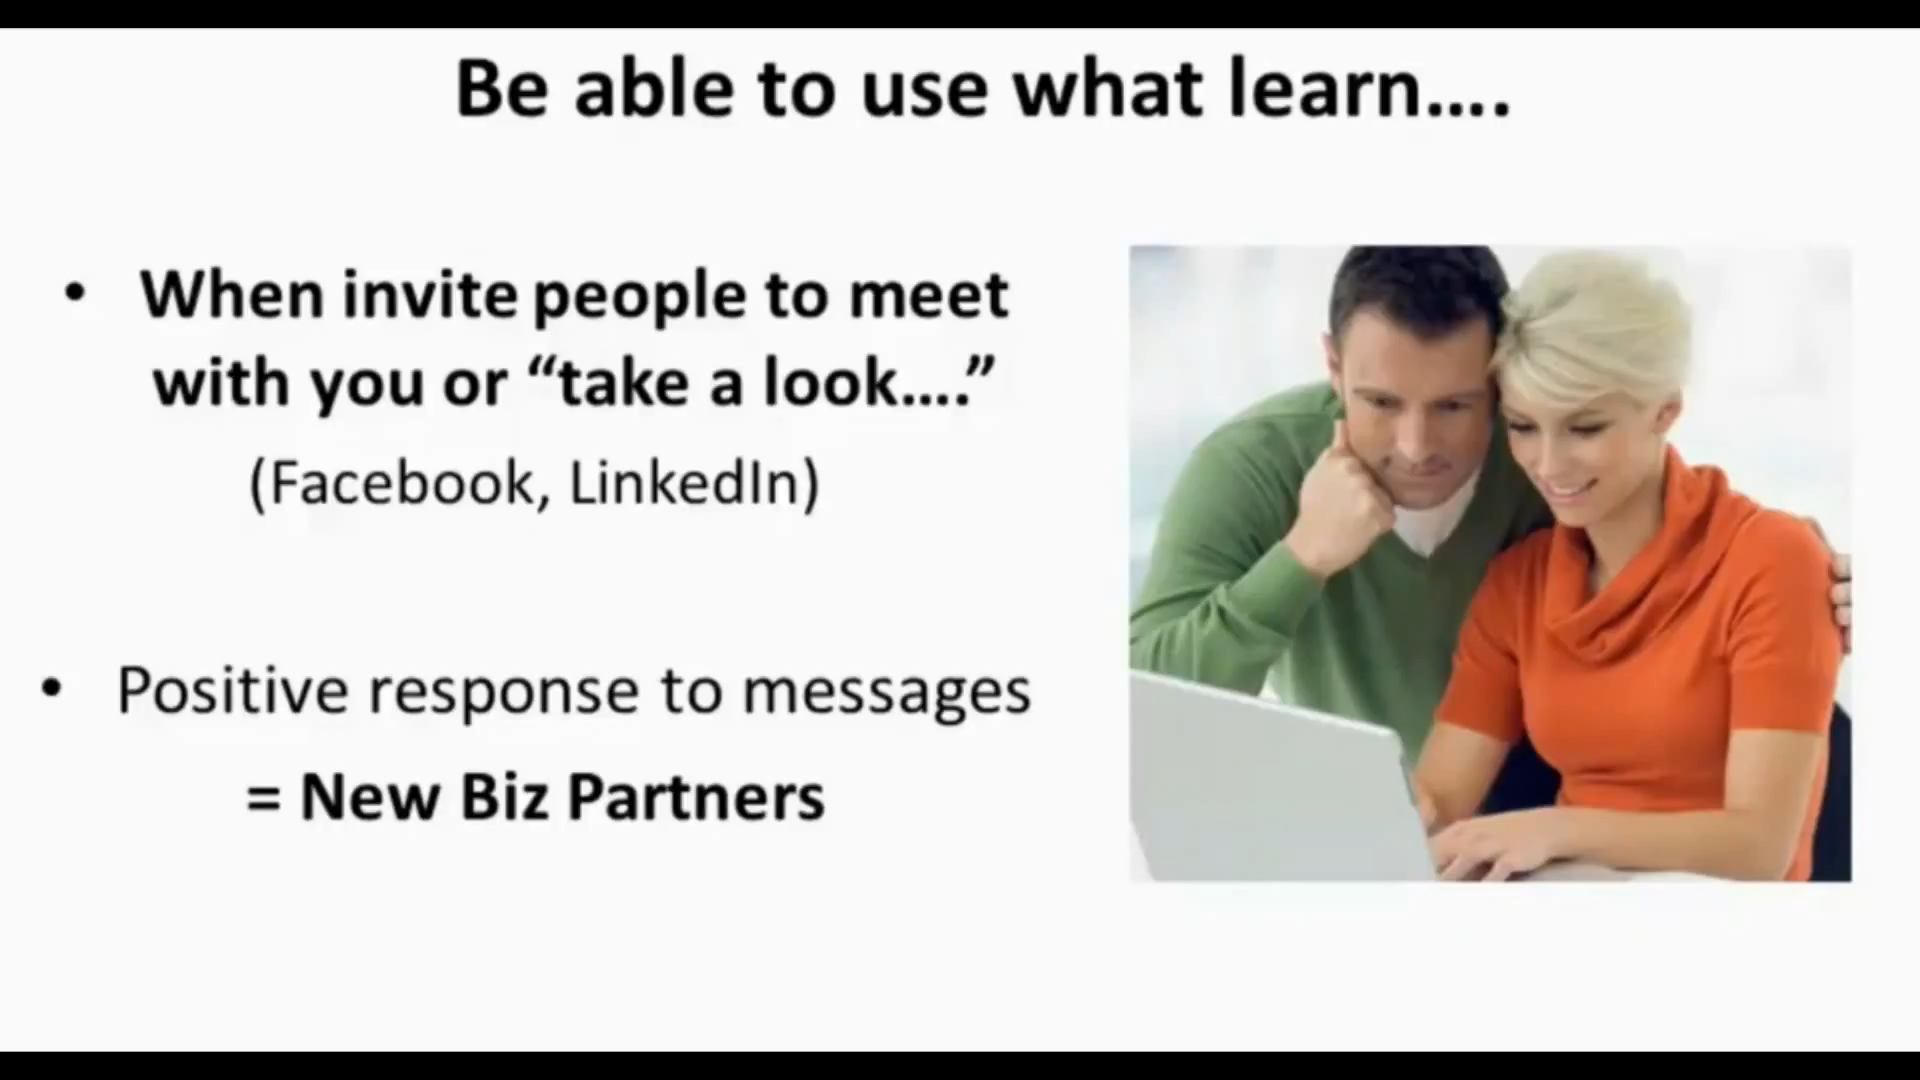 Be able to use what learn....
• When invite people to meet
with you or “take a look....”
(Facebook, LinkedIn)
• Positive response to messages
= New Biz Partners